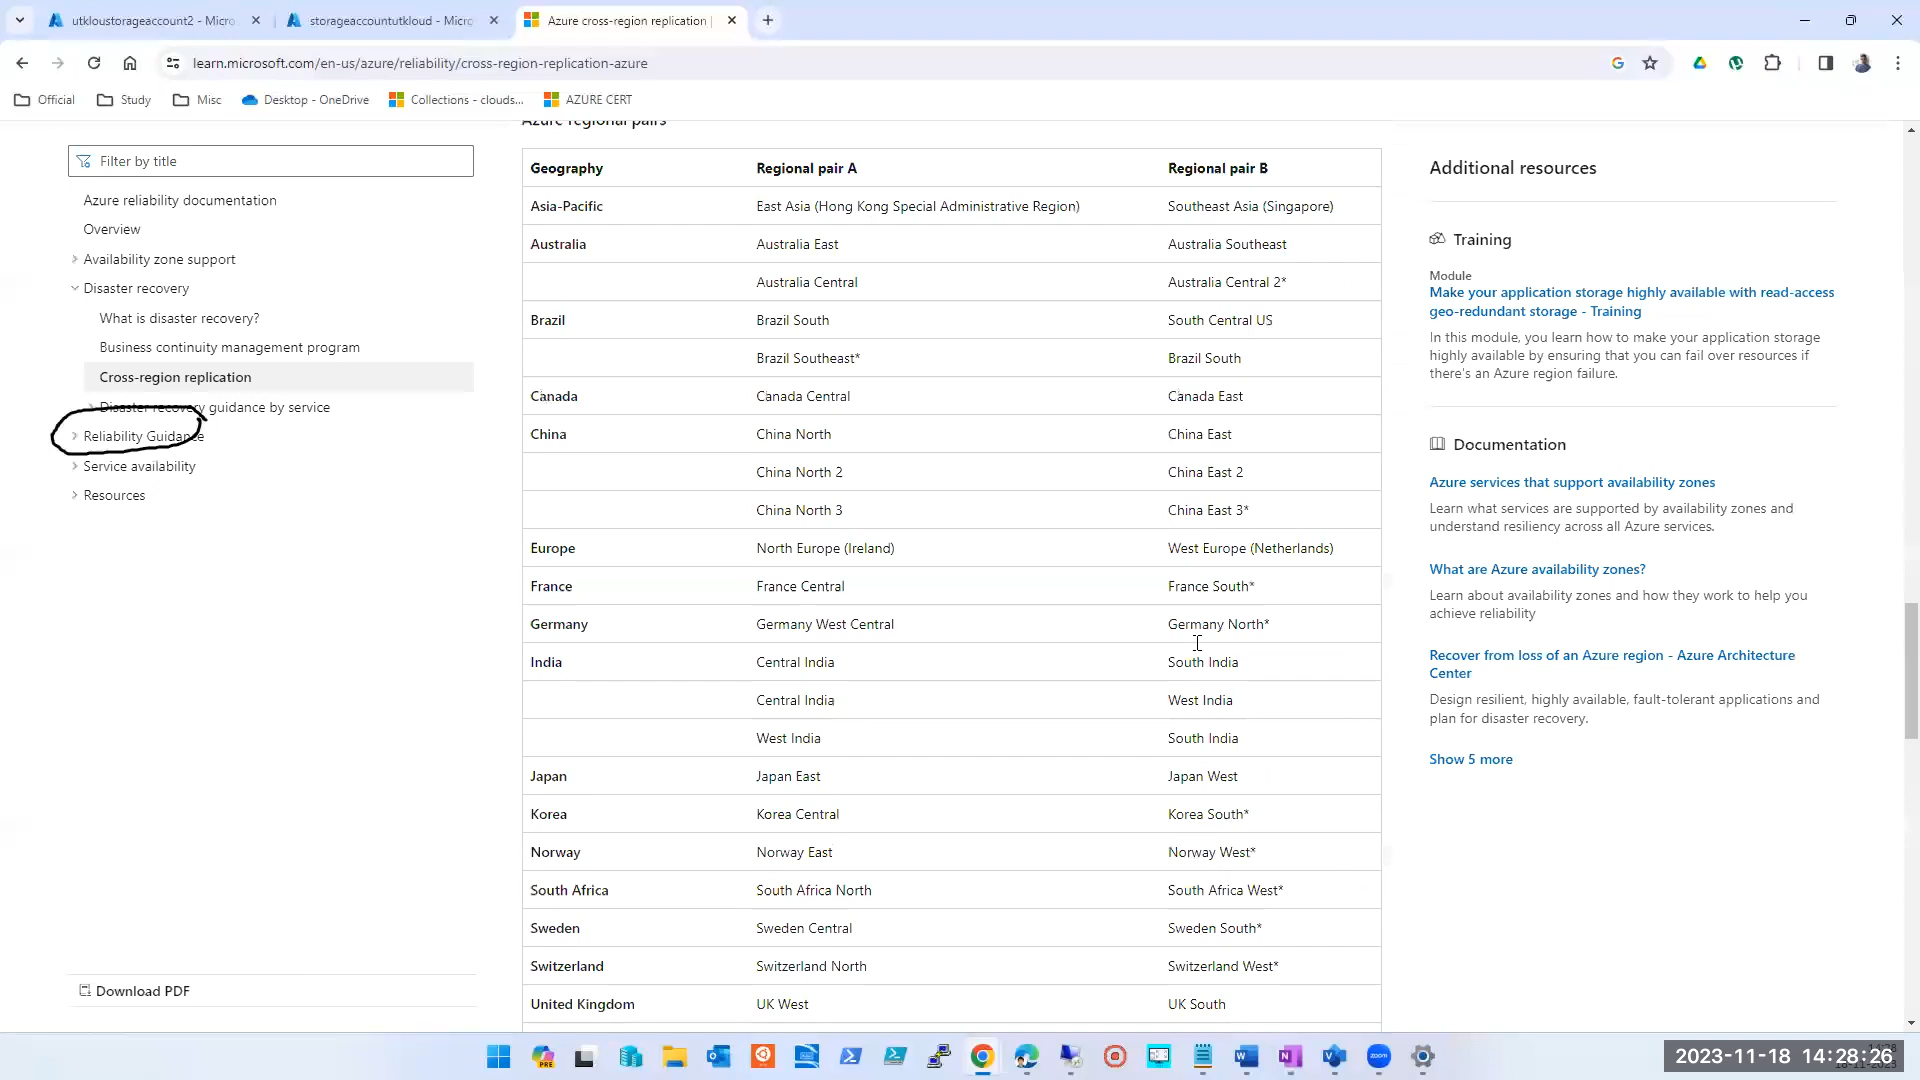 utkloustorageaccount2 - Micro
storageaccountutkloud - Micro
Azure cross-region replication |
learn.microsoft.com/en-us/azure/reliability/cross-region-replication-azure
Official
Study
Misc
Desktop - OneDrive
Collections - clouds...
AZURE CERT
Filter by title
Azure reliability documentation
Overview
Availability zone support
Disaster recovery
What is disaster recovery?
Business continuity management program
Cross-region replication
Disaster recovery guidance by service
Reliability Guidance
Service availability
Resources
Download PDF
Azure regional pairs
Geography Regional pair A Regional pair B
Asia-Pacific East Asia (Hong Kong Special Administrative Region) Southeast Asia (Singapore)
Australia Australia East Australia Southeast
Australia Central Australia Central 2*
Brazil Brazil South South Central US
Brazil Southeast* Brazil South
Canada Canada Central Canada East
China China North China East
China North 2 China East 2
China North 3 China East 3*
Europe North Europe (Ireland) West Europe (Netherlands)
France France Central France South*
Germany Germany West Central Germany North*
India Central India South India
Central India West India
West India South India
Japan Japan East Japan West
Korea Korea Central Korea South*
Norway Norway East Norway West*
South Africa South Africa North South Africa West*
Sweden Sweden Central Sweden South*
Switzerland Switzerland North Switzerland West*
United Kingdom UK West UK South
Additional resources
Training
Module
Make your application storage highly available with read-access
geo-redundant storage - Training
In this module, you learn how to make your application storage
highly available by ensuring that you can fail over resources if
there's an Azure region failure.
Documentation
Azure services that support availability zones
Learn what services are supported by availability zones and
understand resiliency across all Azure services.
What are Azure availability zones?
Learn about availability zones and how they work to help you
achieve reliability
Recover from loss of an Azure region - Azure Architecture
Center
Design resilient, highly available, fault-tolerant applications and
plan for disaster recovery.
Show 5 more
PRE
zoom
2023-11-18 14:28:26